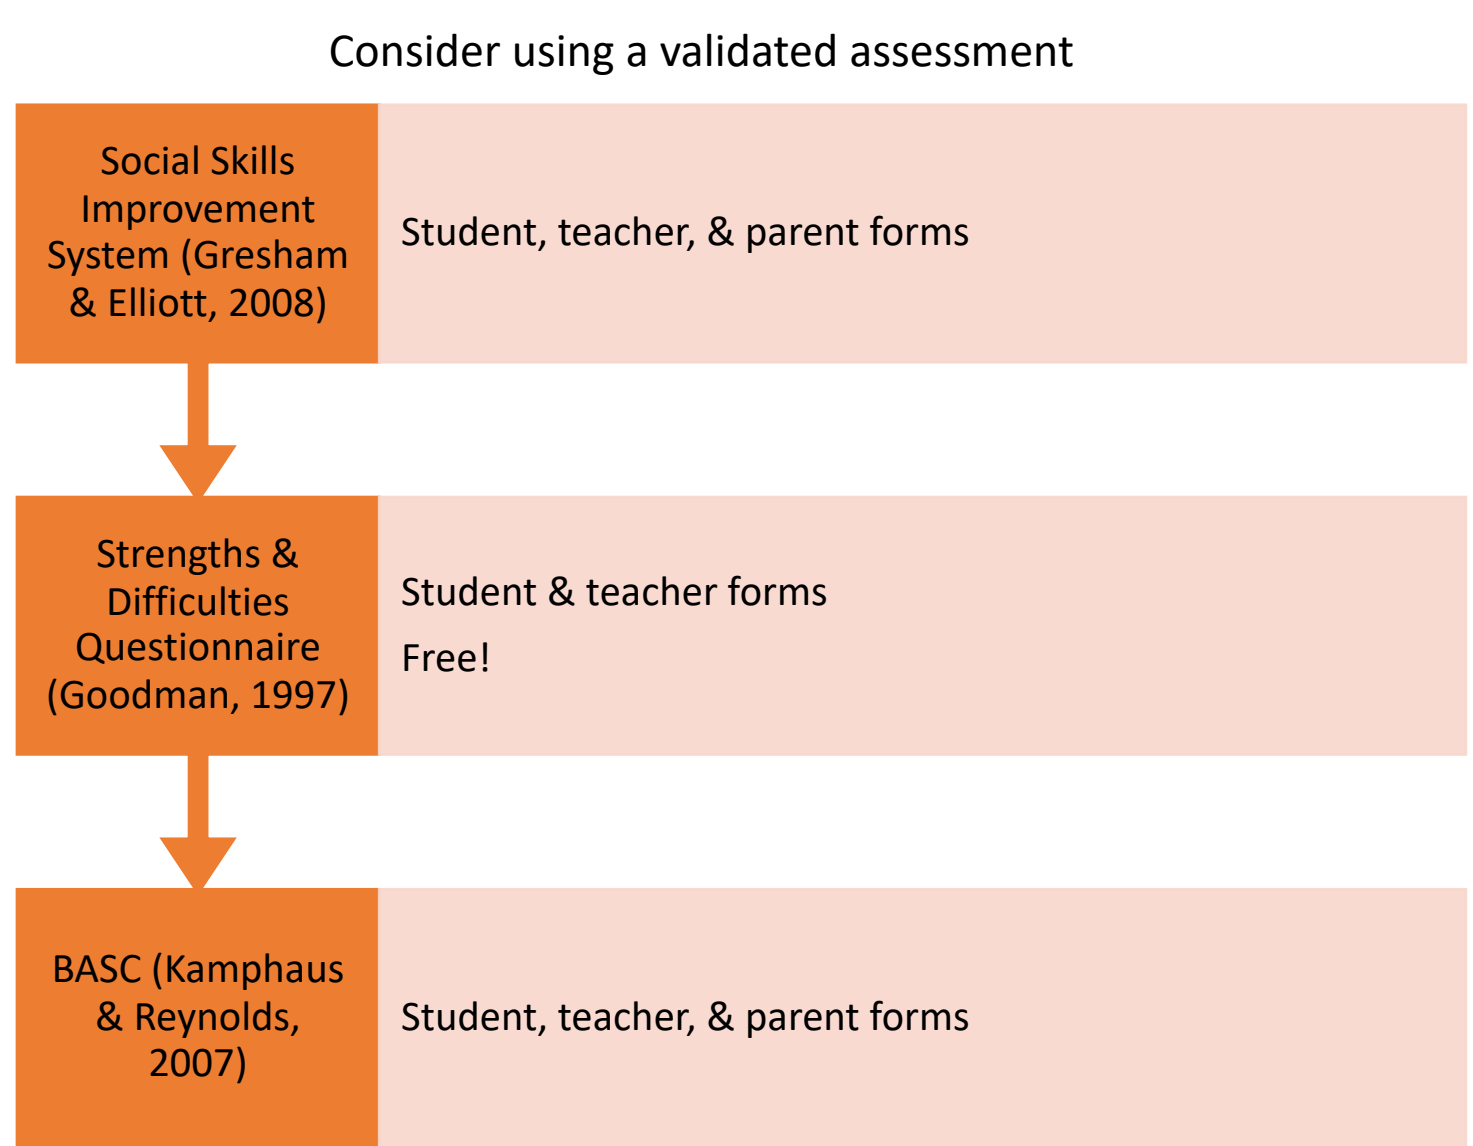 Consider using a validated assessment
Social Skills
Improvement
System (Gresham
& Elliott, 2008)
Student, teacher, & parent forms
Strengths &
Difficulties
Questionnaire
(Goodman, 1997)
Student & teacher forms
Free!
BASC (Kamphaus
& Reynolds,
2007)
Student, teacher, & parent forms